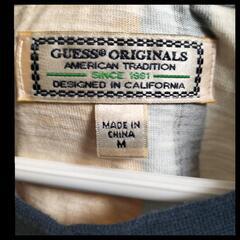 GUESS® ORIGINALS
AMERICAN TRADITION
SINCE 1981
DESIGNED IN CALIFORNIA
MADE IN
CHINA
M